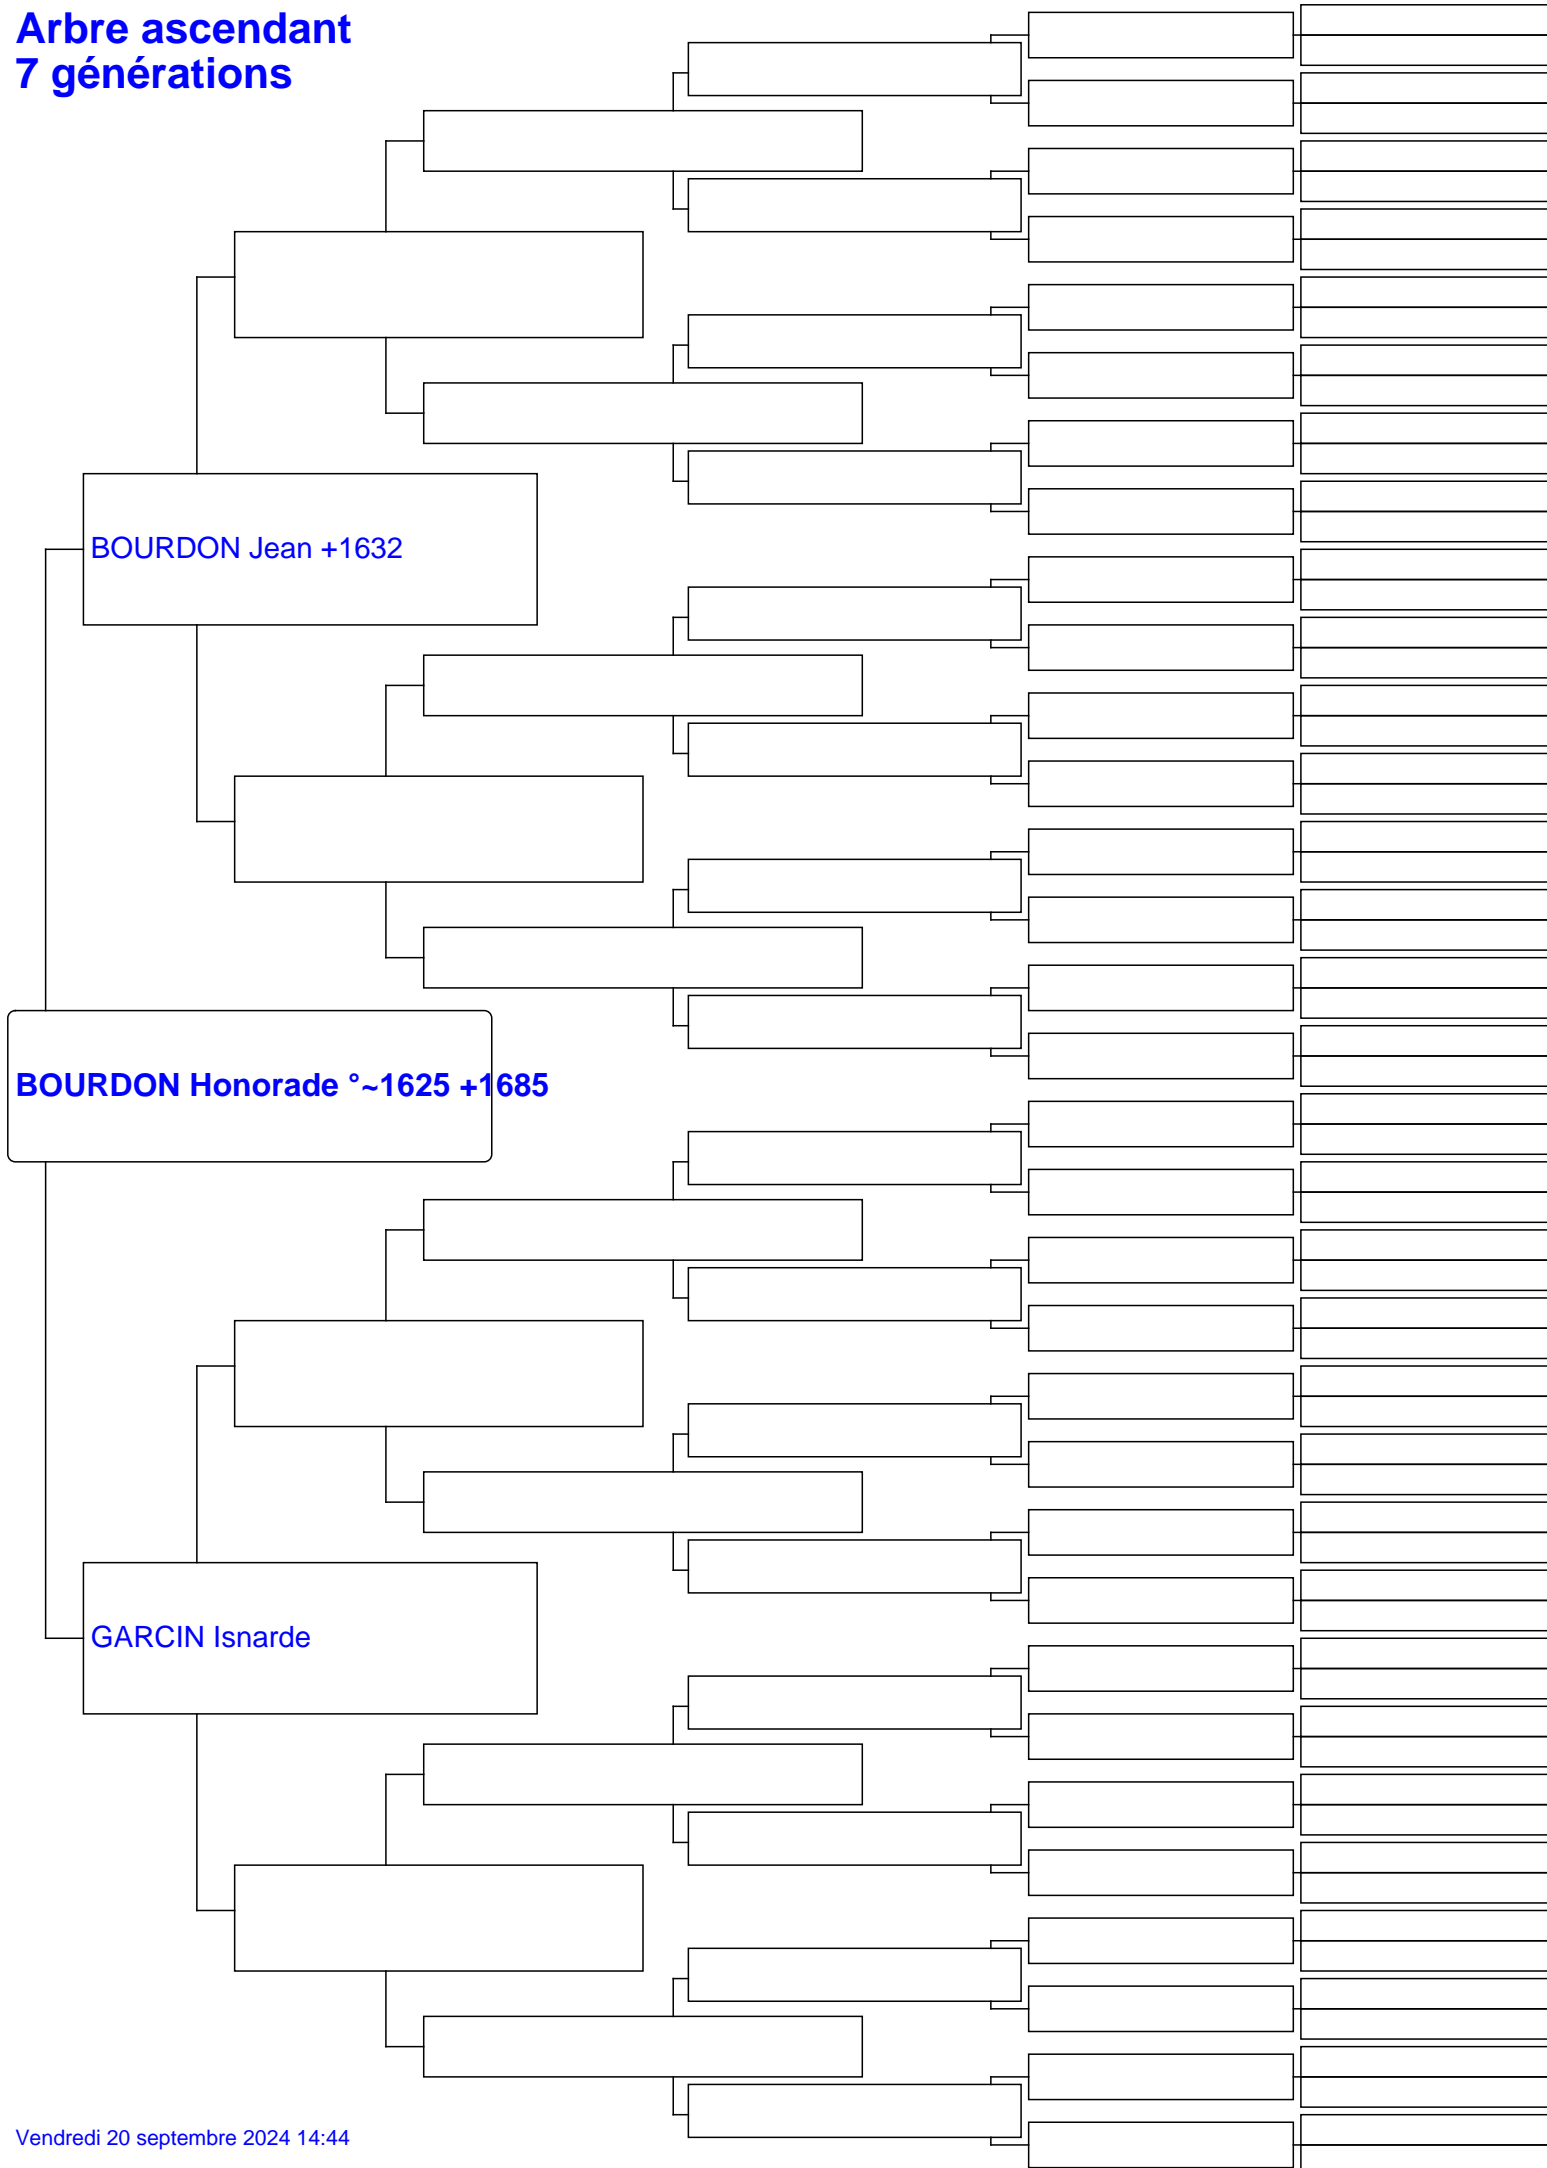 Arbre ascendant
7 générations
BOURDON Jean +1632
BOURDON Honorade °~1625 +1685
GARCIN Isnarde
Vendredi 20 septembre 2024 14:44